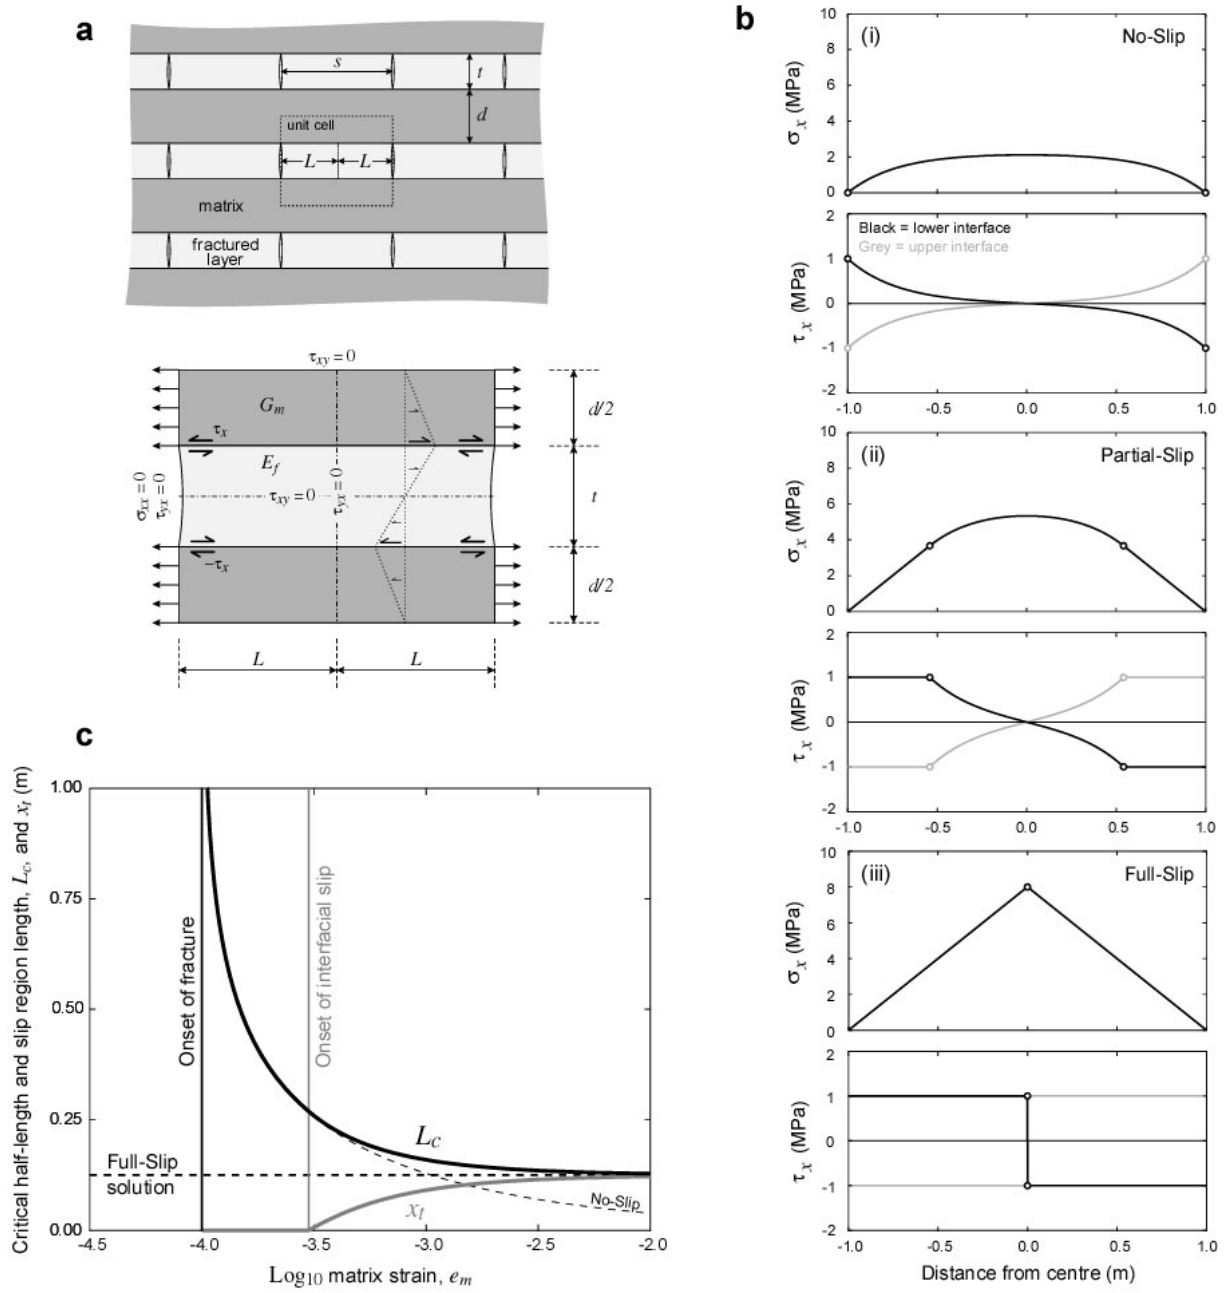 a
s
t
d
unit cell
L
L
matrix
fractured
layer
τxy = 0
Gm
τx
Ef
σxx = 0
τyx = 0
τxy = 0
τyx = 0
−τx
d/2
t
d/2
L
L
b
(i)
No-Slip
σx (MPa)
10
8
6
4
2
0
Black = lower interface
Grey = upper interface
τx (MPa)
2
1
0
-1
-2
-1.0
-0.5
0.0
0.5
1.0
(ii)
Partial-Slip
σx (MPa)
10
8
6
4
2
0
τx (MPa)
2
1
0
-1
-2
-1.0
-0.5
0.0
0.5
1.0
(iii)
Full-Slip
σx (MPa)
10
8
6
4
2
0
τx (MPa)
2
1
0
-1
-2
-1.0
-0.5
0.0
0.5
1.0
Distance from centre (m)
c
Critical half-length and slip region length, Lc, and xt (m)
1.00
0.75
0.50
0.25
0.00
Onset of fracture
Onset of interfacial slip
Lc
Full-Slip
solution
No-Slip
xt
-4.5
-4.0
-3.5
-3.0
-2.5
-2.0
Log10 matrix strain, em